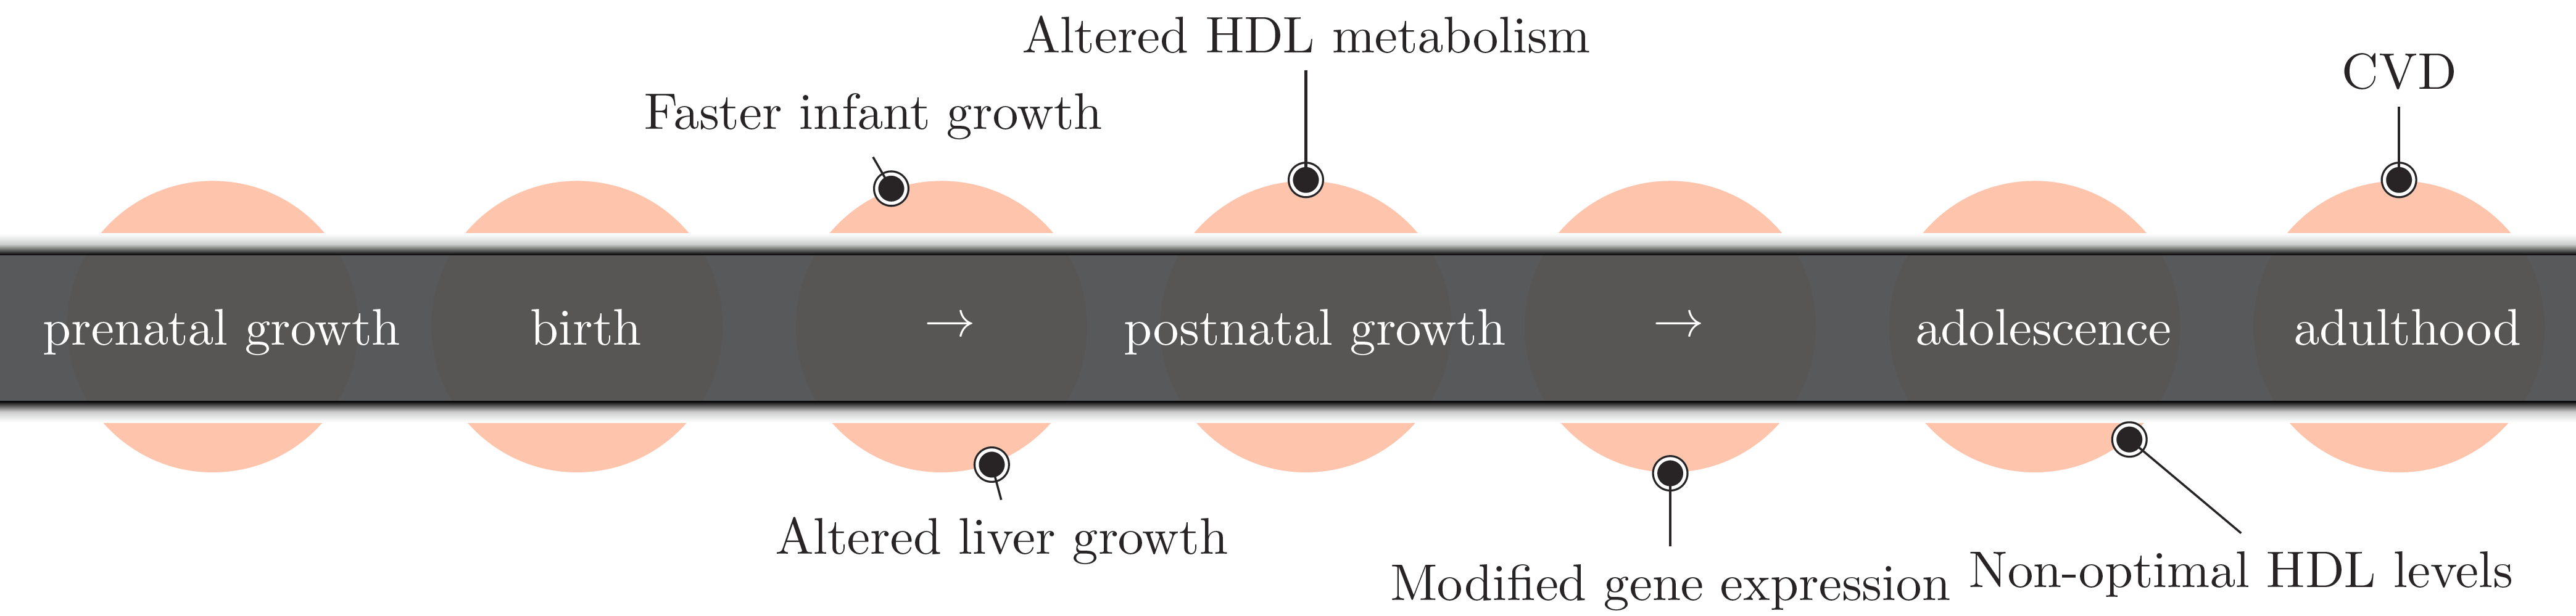 Altered HDL metabolism
CVD
Faster infant growth
prenatal growth
birth
→
postnatal growth
→
adolescence
adulthood
Altered liver growth
Modified gene expression
Non-optimal HDL levels